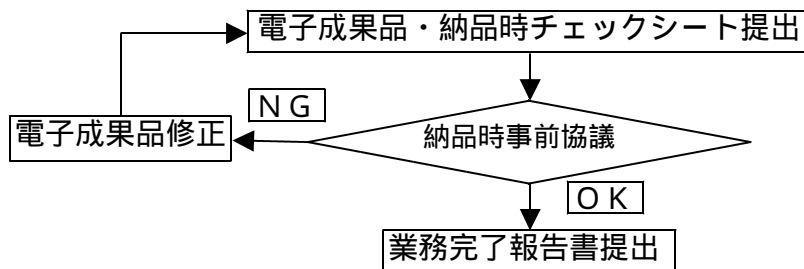 電子成果品・納品時チェックシート提出
ＮＧ
電子成果品修正
納品時事前協議
ＯＫ
業務完了報告書提出